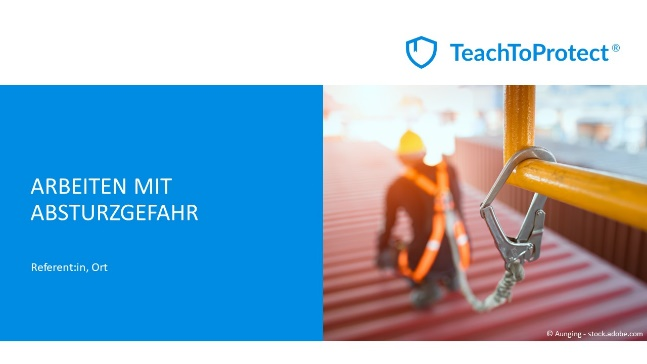 TeachToProtect®
ARBEITEN MIT
ABSTURZGEFAHR
Referent:in, Ort
© Aunging - stock.adobe.com